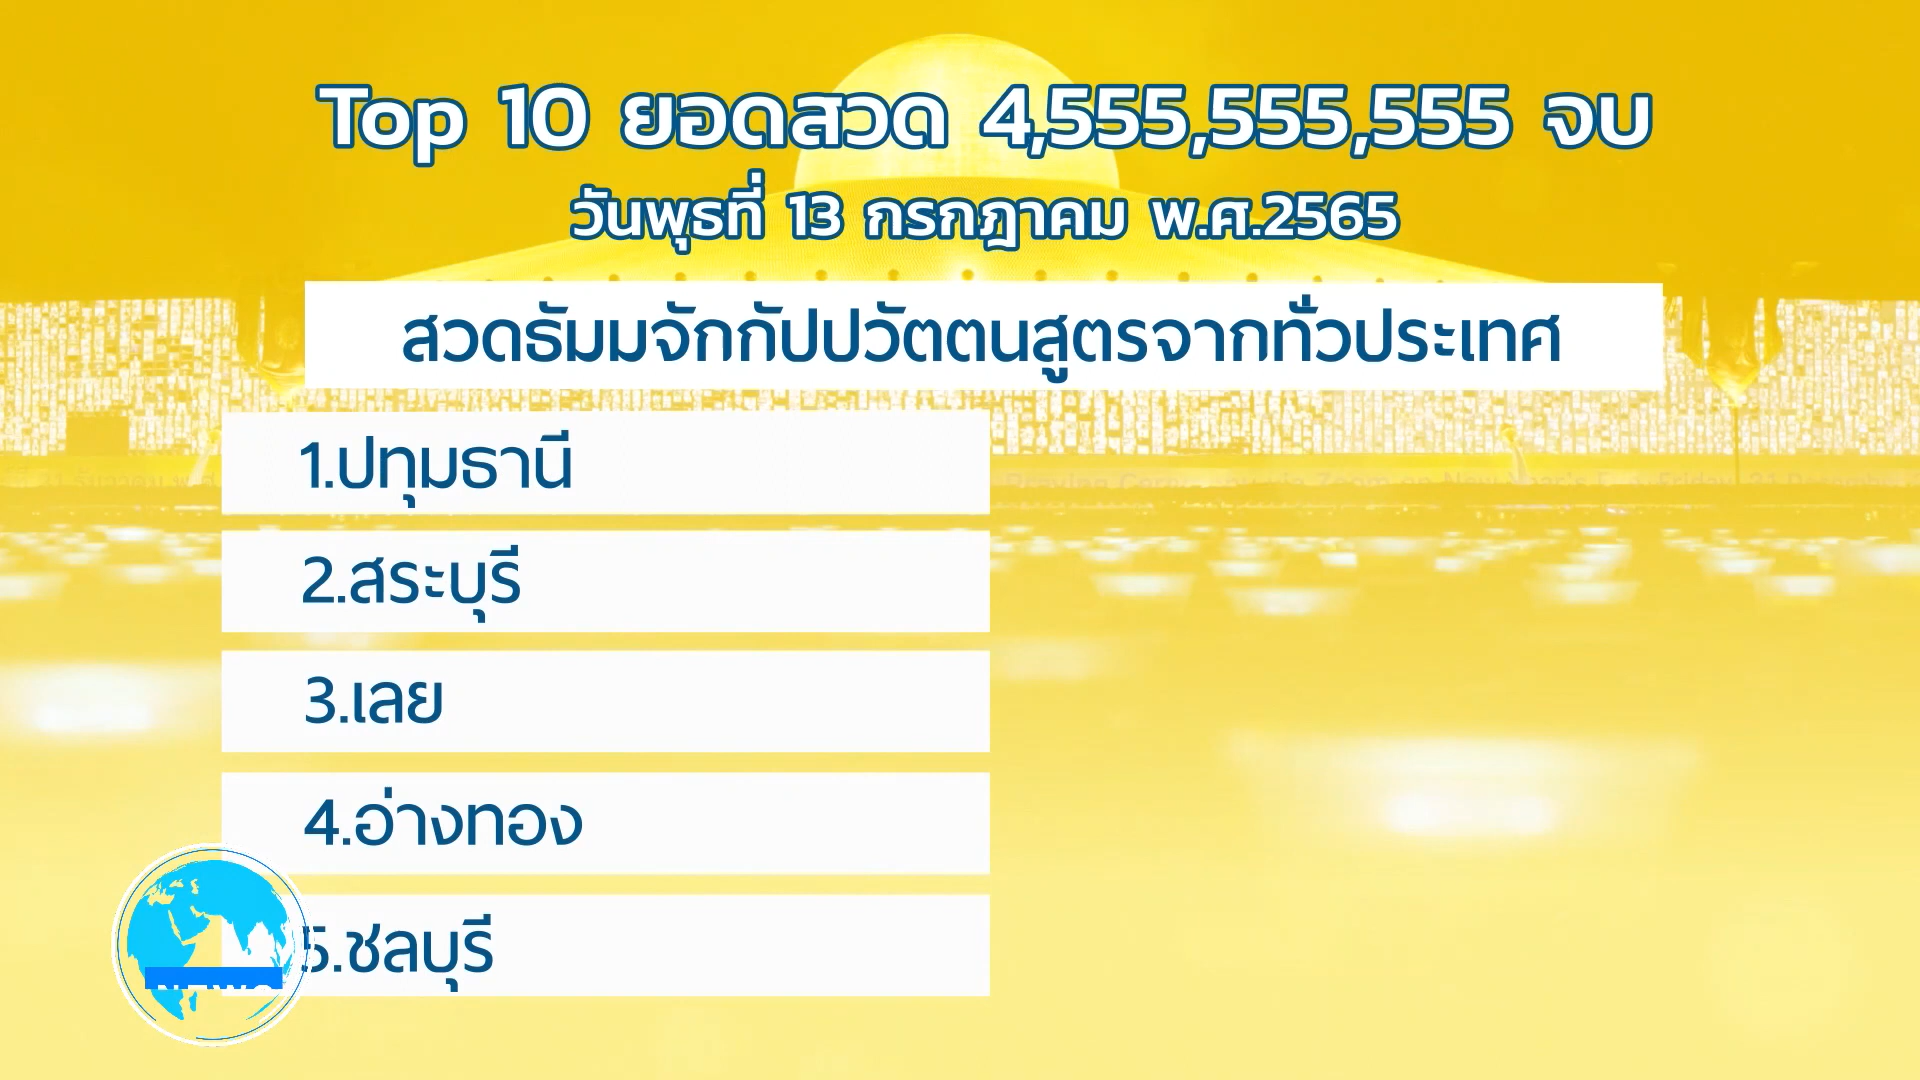 Top 10 ยอดสวด 4,555,555,555 จบ
วันพุธที่ 13 กรกฎาคม พ.ศ.2565
สวดธัมมจักกัปปวัตตนสูตรจากทั่วประเทศ
1.ปทุมธานี
2.สระบุรี
3.เลย
4.อ่างทอง
5.ชลบุรี
NEWS